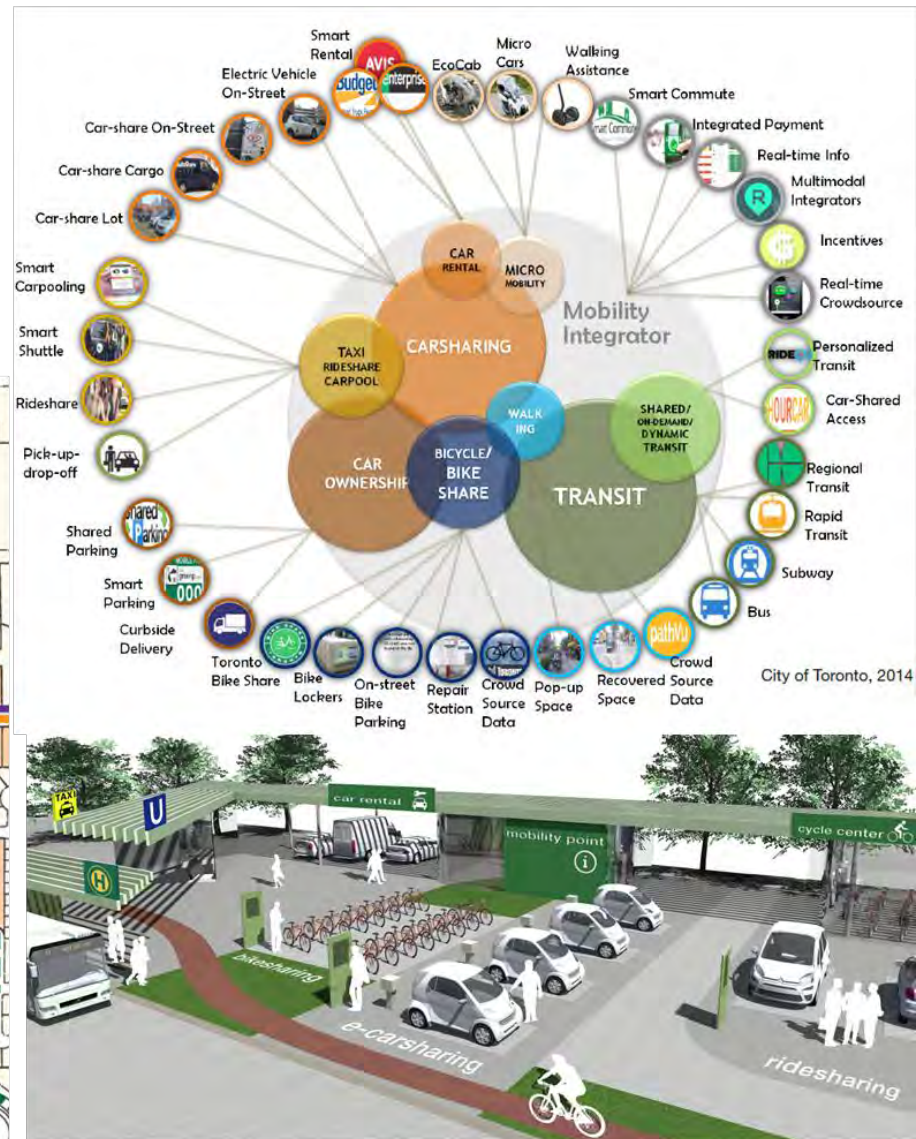 Smart
Rental
AVIS
Budget
enterprise
EcoCab
Micro
Cars
Walking
Assistance
Electric Vehicle
On-Street
Smart Commute
Car-share On-Street
Integrated Payment
Car-share Cargo
Real-time Info
Car-share Lot
Multimodal
Integrators
R
Incentives
$
Smart
Carpooling
Real-time
Crowdsource
Smart
Shuttle
Personalized
Transit
RIDE
Rideshare
Car-Shared
Access
HOURCAR
Pick-up-
drop-off
Regional
Transit
Shared
Parking
Shared
Parking
Rapid
Transit
Smart
Parking
000
Subway
Curbside
Delivery
Bus
Toronto
Bike Share
Bike
Lockers
On-street
Bike
Parking
Repair
Station
Crowd
Source
Data
Pop-up
Space
Recovered
Space
pathVu
Crowd
Source
Data
CAR
RENTAL
MICRO
MOBILITY
Mobility
Integrator
CARSHARING
TAXI
RIDESHARE
CARPOOL
WALK
ING
SHARED/
ON-DEMAND/
DYNAMIC
TRANSIT
CAR
OWNERSHIP
BICYCLE/
BIKE
SHARE
TRANSIT
City of Toronto, 2014
TAXI
U
H
car rental
mobility point
i
cycle center
bikesharing
e-carsharing
ridesharing